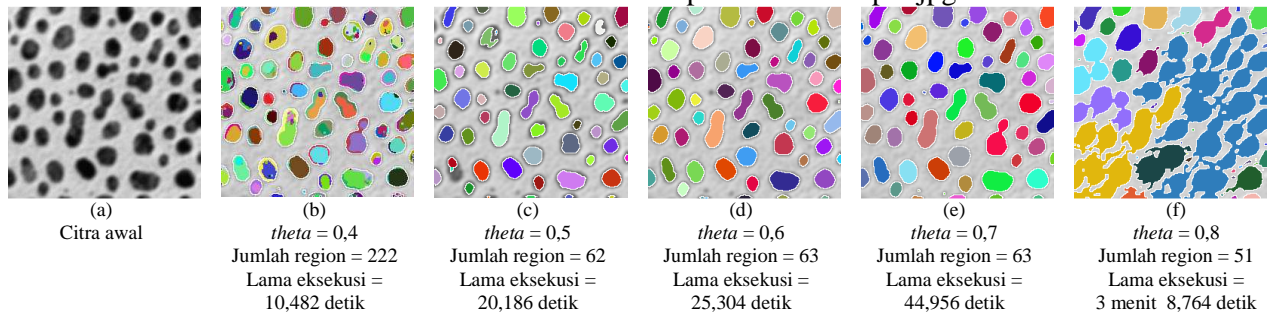 (a)
Citra awal
(b)
theta = 0,4
Jumlah region = 222
Lama eksekusi =
10,482 detik
(c)
theta = 0,5
Jumlah region = 62
Lama eksekusi =
20,186 detik
(d)
theta = 0,6
Jumlah region = 63
Lama eksekusi =
25,304 detik
(e)
theta = 0,7
Jumlah region = 63
Lama eksekusi =
44,956 detik
(f)
theta = 0,8
Jumlah region = 51
Lama eksekusi =
3 menit 8,764 detik